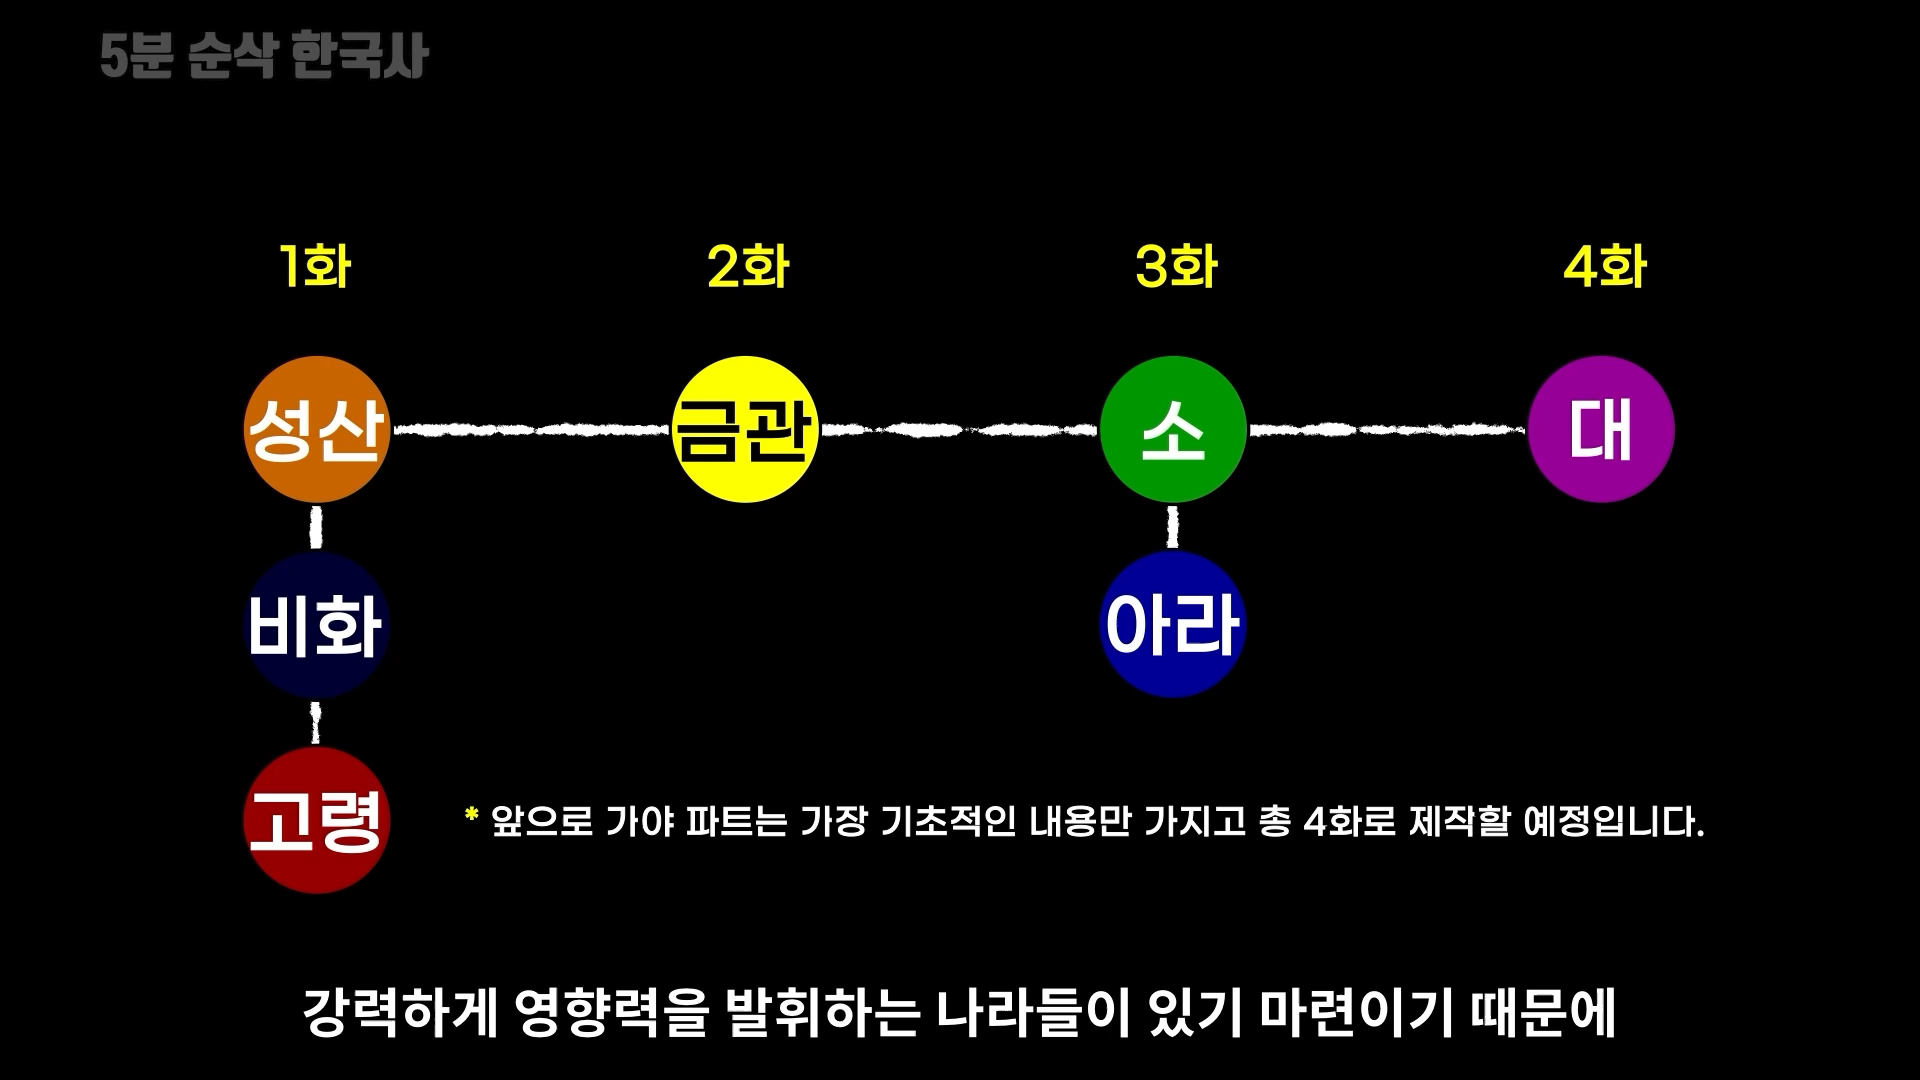 5분 순삭 한국사
1화 2화 3화 4화
성산 금관 소 대
비화 아라
고령
* 앞으로 가야 파트는 가장 기초적인 내용만 가지고 총 4화로 제작할 예정입니다.
강력하게 영향력을 발휘하는 나라들이 있기 마련이기 때문에